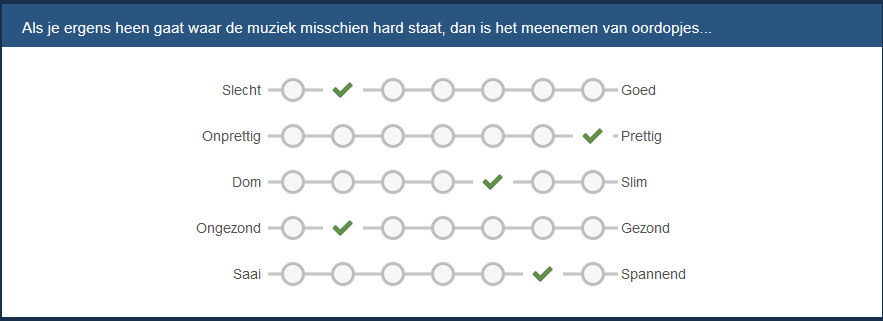 Als je ergens heen gaat waar de muziek misschien hard staat, dan is het meenemen van oordopjes...
Slecht Goed
Onprettig Prettig
Dom Slim
Ongezond Gezond
Saai Spannend